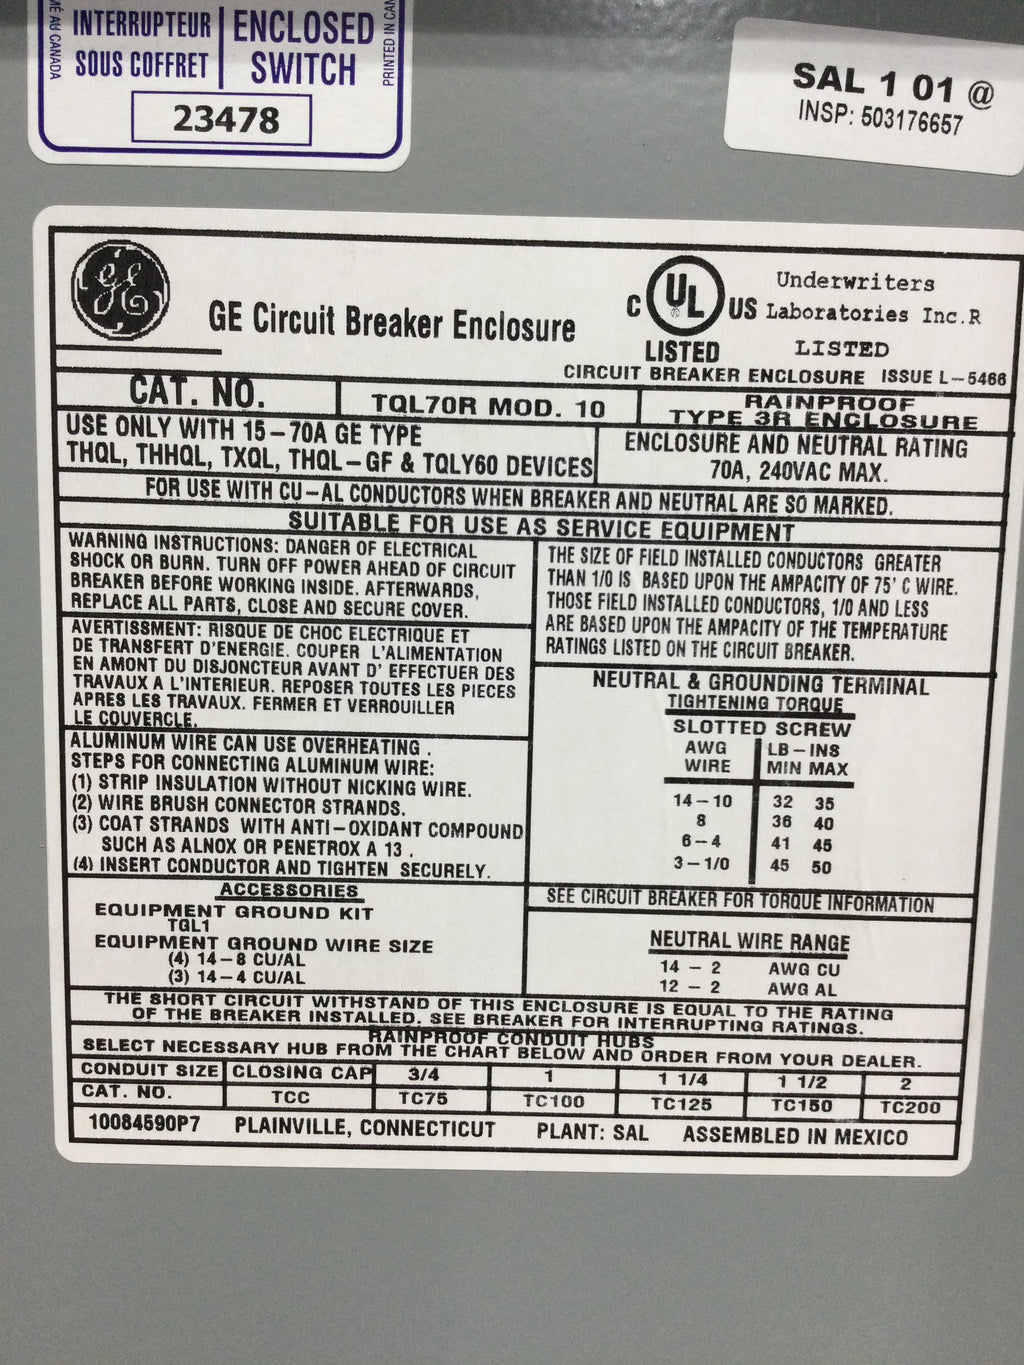 INTERRUPTEUR ENCLOSED
SOUS COFFRET SWITCH
23478
AU CANADA
PRINTED IN CAN
SAL 1 01 @
INSP: 503176657
GE
GE Circuit Breaker Enclosure
C UL US
LISTED
Underwriters
Laboratories Inc.R
LISTED
CIRCUIT BREAKER ENCLOSURE ISSUE L-5466
CAT. NO. TQL70R MOD. 10
RAINPROOF
TYPE 3R ENCLOSURE
USE ONLY WITH 15-70A GE TYPE
THQL, THHQL, TXQL, THQL-GF & TQLY60 DEVICES
ENCLOSURE AND NEUTRAL RATING
70A, 240VAC MAX.
FOR USE WITH CU-AL CONDUCTORS WHEN BREAKER AND NEUTRAL ARE SO MARKED.
SUITABLE FOR USE AS SERVICE EQUIPMENT
WARNING INSTRUCTIONS: DANGER OF ELECTRICAL
SHOCK OR BURN. TURN OFF POWER AHEAD OF CIRCUIT
BREAKER BEFORE WORKING INSIDE. AFTERWARDS,
REPLACE ALL PARTS, CLOSE AND SECURE COVER.
AVERTISSMENT: RISQUE DE CHOC ELECTRIQUE ET
DE TRANSFERT D'ENERGIE. COUPER L'ALIMENTATION
EN AMONT DU DISJONCTEUR AVANT D' EFFECTUER DES
TRAVAUX A L'INTERIEUR. REPOSER TOUTES LES PIECES
APRES LES TRAVAUX. FERMER ET VERROUILLER
LE COUVERCLE.
ALUMINUM WIRE CAN USE OVERHEATING .
STEPS FOR CONNECTING ALUMINUM WIRE:
(1) STRIP INSULATION WITHOUT NICKING WIRE.
(2) WIRE BRUSH CONNECTOR STRANDS.
(3) COAT STRANDS WITH ANTI-OXIDANT COMPOUND
SUCH AS ALNOX OR PENETROX A 13 .
(4) INSERT CONDUCTOR AND TIGHTEN SECURELY.
ACCESSORIES
EQUIPMENT GROUND KIT
TGL1
EQUIPMENT GROUND WIRE SIZE
(4) 14-8 CU/AL
(3) 14-4 CU/AL
THE SIZE OF FIELD INSTALLED CONDUCTORS GREATER
THAN 1/0 IS BASED UPON THE AMPACITY OF 75' C WIRE.
THOSE FIELD INSTALLED CONDUCTORS, 1/0 AND LESS
ARE BASED UPON THE AMPACITY OF THE TEMPERATURE
RATINGS LISTED ON THE CIRCUIT BREAKER.
NEUTRAL & GROUNDING TERMINAL
TIGHTENING TORQUE
SLOTTED SCREW
AWG LB-INS
WIRE MIN MAX
14-10 32 35
8 36 40
6-4 41 45
3-1/0 45 50
SEE CIRCUIT BREAKER FOR TORQUE INFORMATION
NEUTRAL WIRE RANGE
14 - 2 AWG CU
12 - 2 AWG AL
THE SHORT CIRCUIT WITHSTAND OF THIS ENCLOSURE IS EQUAL TO THE RATING
OF THE BREAKER INSTALLED. SEE BREAKER FOR INTERRUPTING RATINGS.
RAINPROOF CONDUIT HUBS
SELECT NECESSARY HUB FROM THE CHART BELOW AND ORDER FROM YOUR DEALER.
CONDUIT SIZE CLOSING CAP 3/4 1 1 1/4 1 1/2 2
CAT. NO. TCC TC75 TC100 TC125 TC150 TC200
10084590P7 PLAINVILLE, CONNECTICUT PLANT: SAL ASSEMBLED IN MEXICO